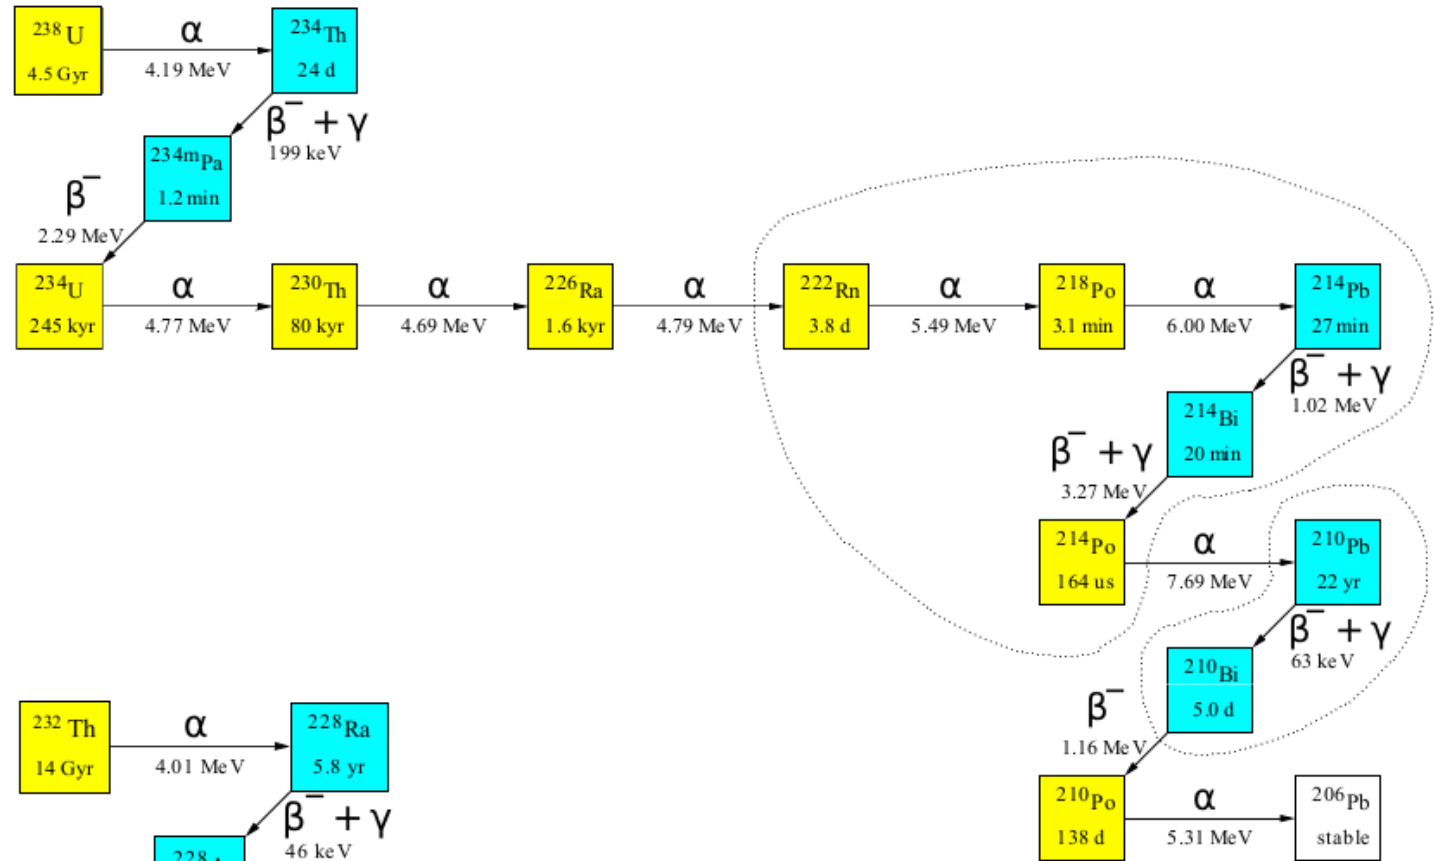 ²³⁸U
4.5 Gyr
α
4.19 MeV
²³⁴Th
24 d
β⁻ + γ
199 keV
²³⁴ᵐPa
1.2 min
β⁻
2.29 MeV
²³⁴U
245 kyr
α
4.77 MeV
²³⁰Th
80 kyr
α
4.69 MeV
²²⁶Ra
1.6 kyr
α
4.79 MeV
²²²Rn
3.8 d
α
5.49 MeV
²¹⁸Po
3.1 min
α
6.00 MeV
²¹⁴Pb
27 min
β⁻ + γ
1.02 MeV
²¹⁴Bi
20 min
β⁻ + γ
3.27 MeV
²¹⁴Po
164 us
α
7.69 MeV
²¹⁰Pb
22 yr
β⁻ + γ
63 keV
²¹⁰Bi
5.0 d
β⁻
1.16 MeV
²¹⁰Po
138 d
α
5.31 MeV
²⁰⁶Pb
stable
²³²Th
14 Gyr
α
4.01 MeV
²²⁸Ra
5.8 yr
β⁻ + γ
46 keV
²²⁸